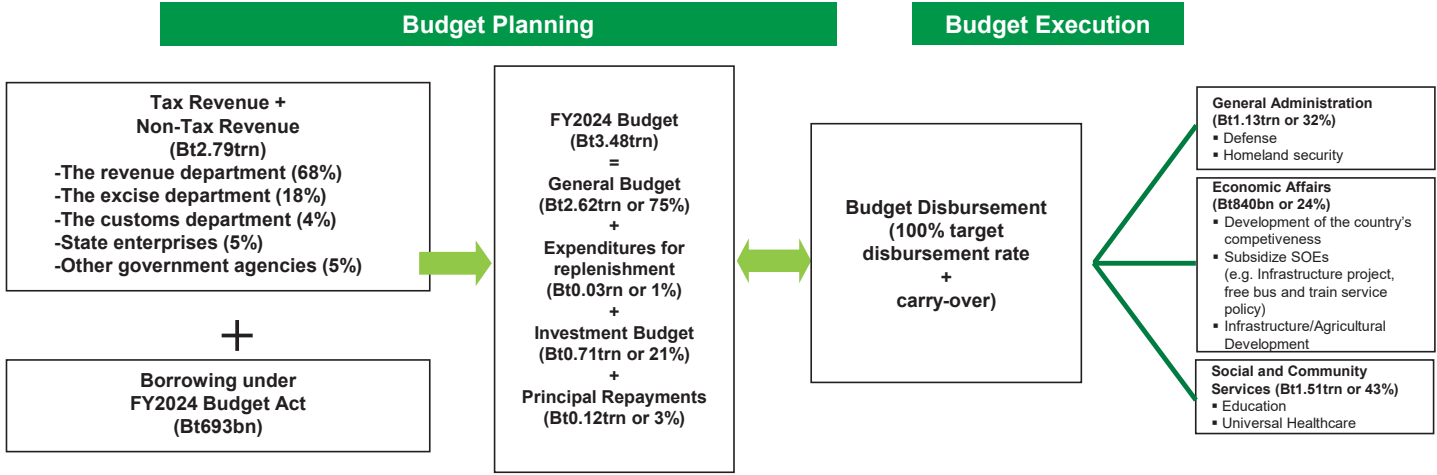 Budget Planning
Budget Execution
Tax Revenue +
Non-Tax Revenue
(Bt2.79trn)
-The revenue department (68%)
-The excise department (18%)
-The customs department (4%)
-State enterprises (5%)
-Other government agencies (5%)
+
Borrowing under
FY2024 Budget Act
(Bt693bn)
FY2024 Budget
(Bt3.48trn)
=
General Budget
(Bt2.62trn or 75%)
+
Expenditures for
replenishment
(Bt0.03rn or 1%)
+
Investment Budget
(Bt0.71trn or 21%)
+
Principal Repayments
(Bt0.12trn or 3%)
Budget Disbursement
(100% target
disbursement rate
+
carry-over)
General Administration
(Bt1.13trn or 32%)
▪ Defense
▪ Homeland security
Economic Affairs
(Bt840bn or 24%)
▪ Development of the country's
competiveness
▪ Subsidize SOEs
(e.g. Infrastructure project,
free bus and train service
policy)
▪ Infrastructure/Agricultural
Development
Social and Community
Services (Bt1.51trn or 43%)
▪ Education
▪ Universal Healthcare